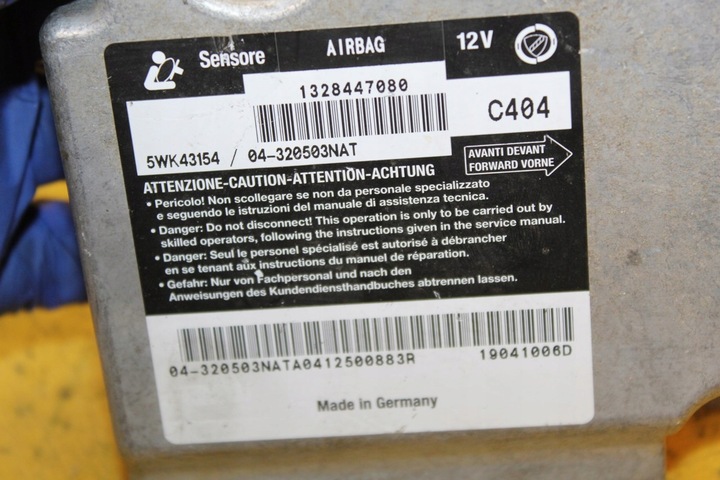 Sensore AIRBAG 12V
1328447080
C404
5WK43154 / 04-320503NAT
AVANTI DEVANT
FORWARD VORNE
ATTENZIONE-CAUTION-ATTENTION-ACHTUNG
• Pericolo! Non scollegare se non da personale specializzato
e seguendo le istruzioni del manuale di assistenza tecnica.
• Danger: Do not disconnect! This operation is only to be carried out by
skilled operators, following the instructions given in the service manual.
• Danger: Seul le personel spécialisé est autorisé à débrancher
en se tenant aux instructions du manuel de réparation.
• Gefahr: Nur von Fachpersonal und nach den
Anweisungen des Kundendiensthandbuches abtrennen lassen.
04-320503NATA0412500883R 19041006D
Made in Germany